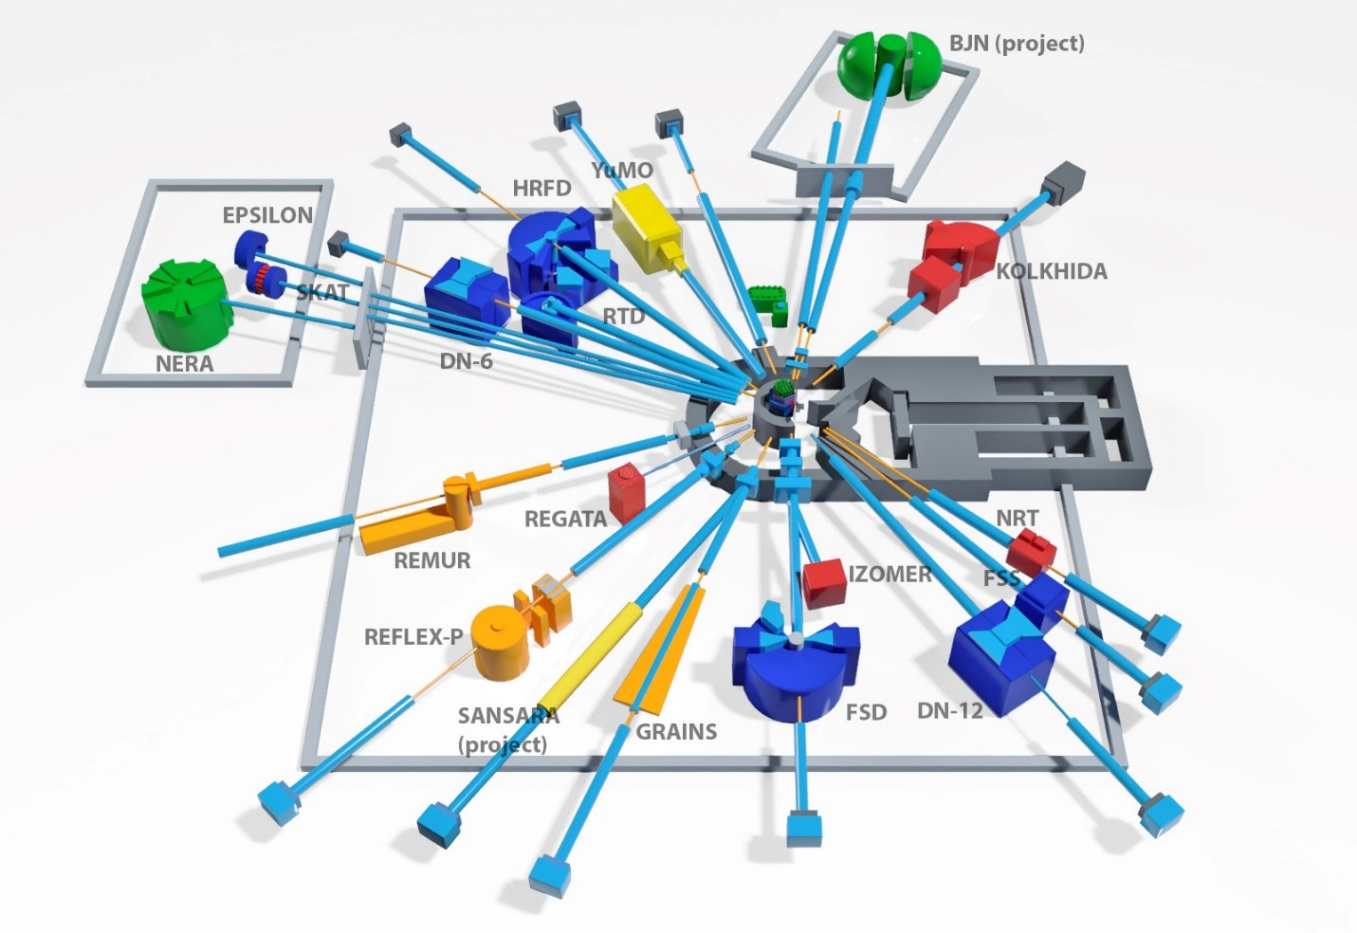 BJN (project)
YuMO
HRFD
EPSILON
KOLKHIDA
SKAT
RTD
NERA
DN-6
REGATA
NRT
REMUR
IZOMER
FSS
REFLEX-P
SANSARA
(project)
GRAINS
FSD
DN-12